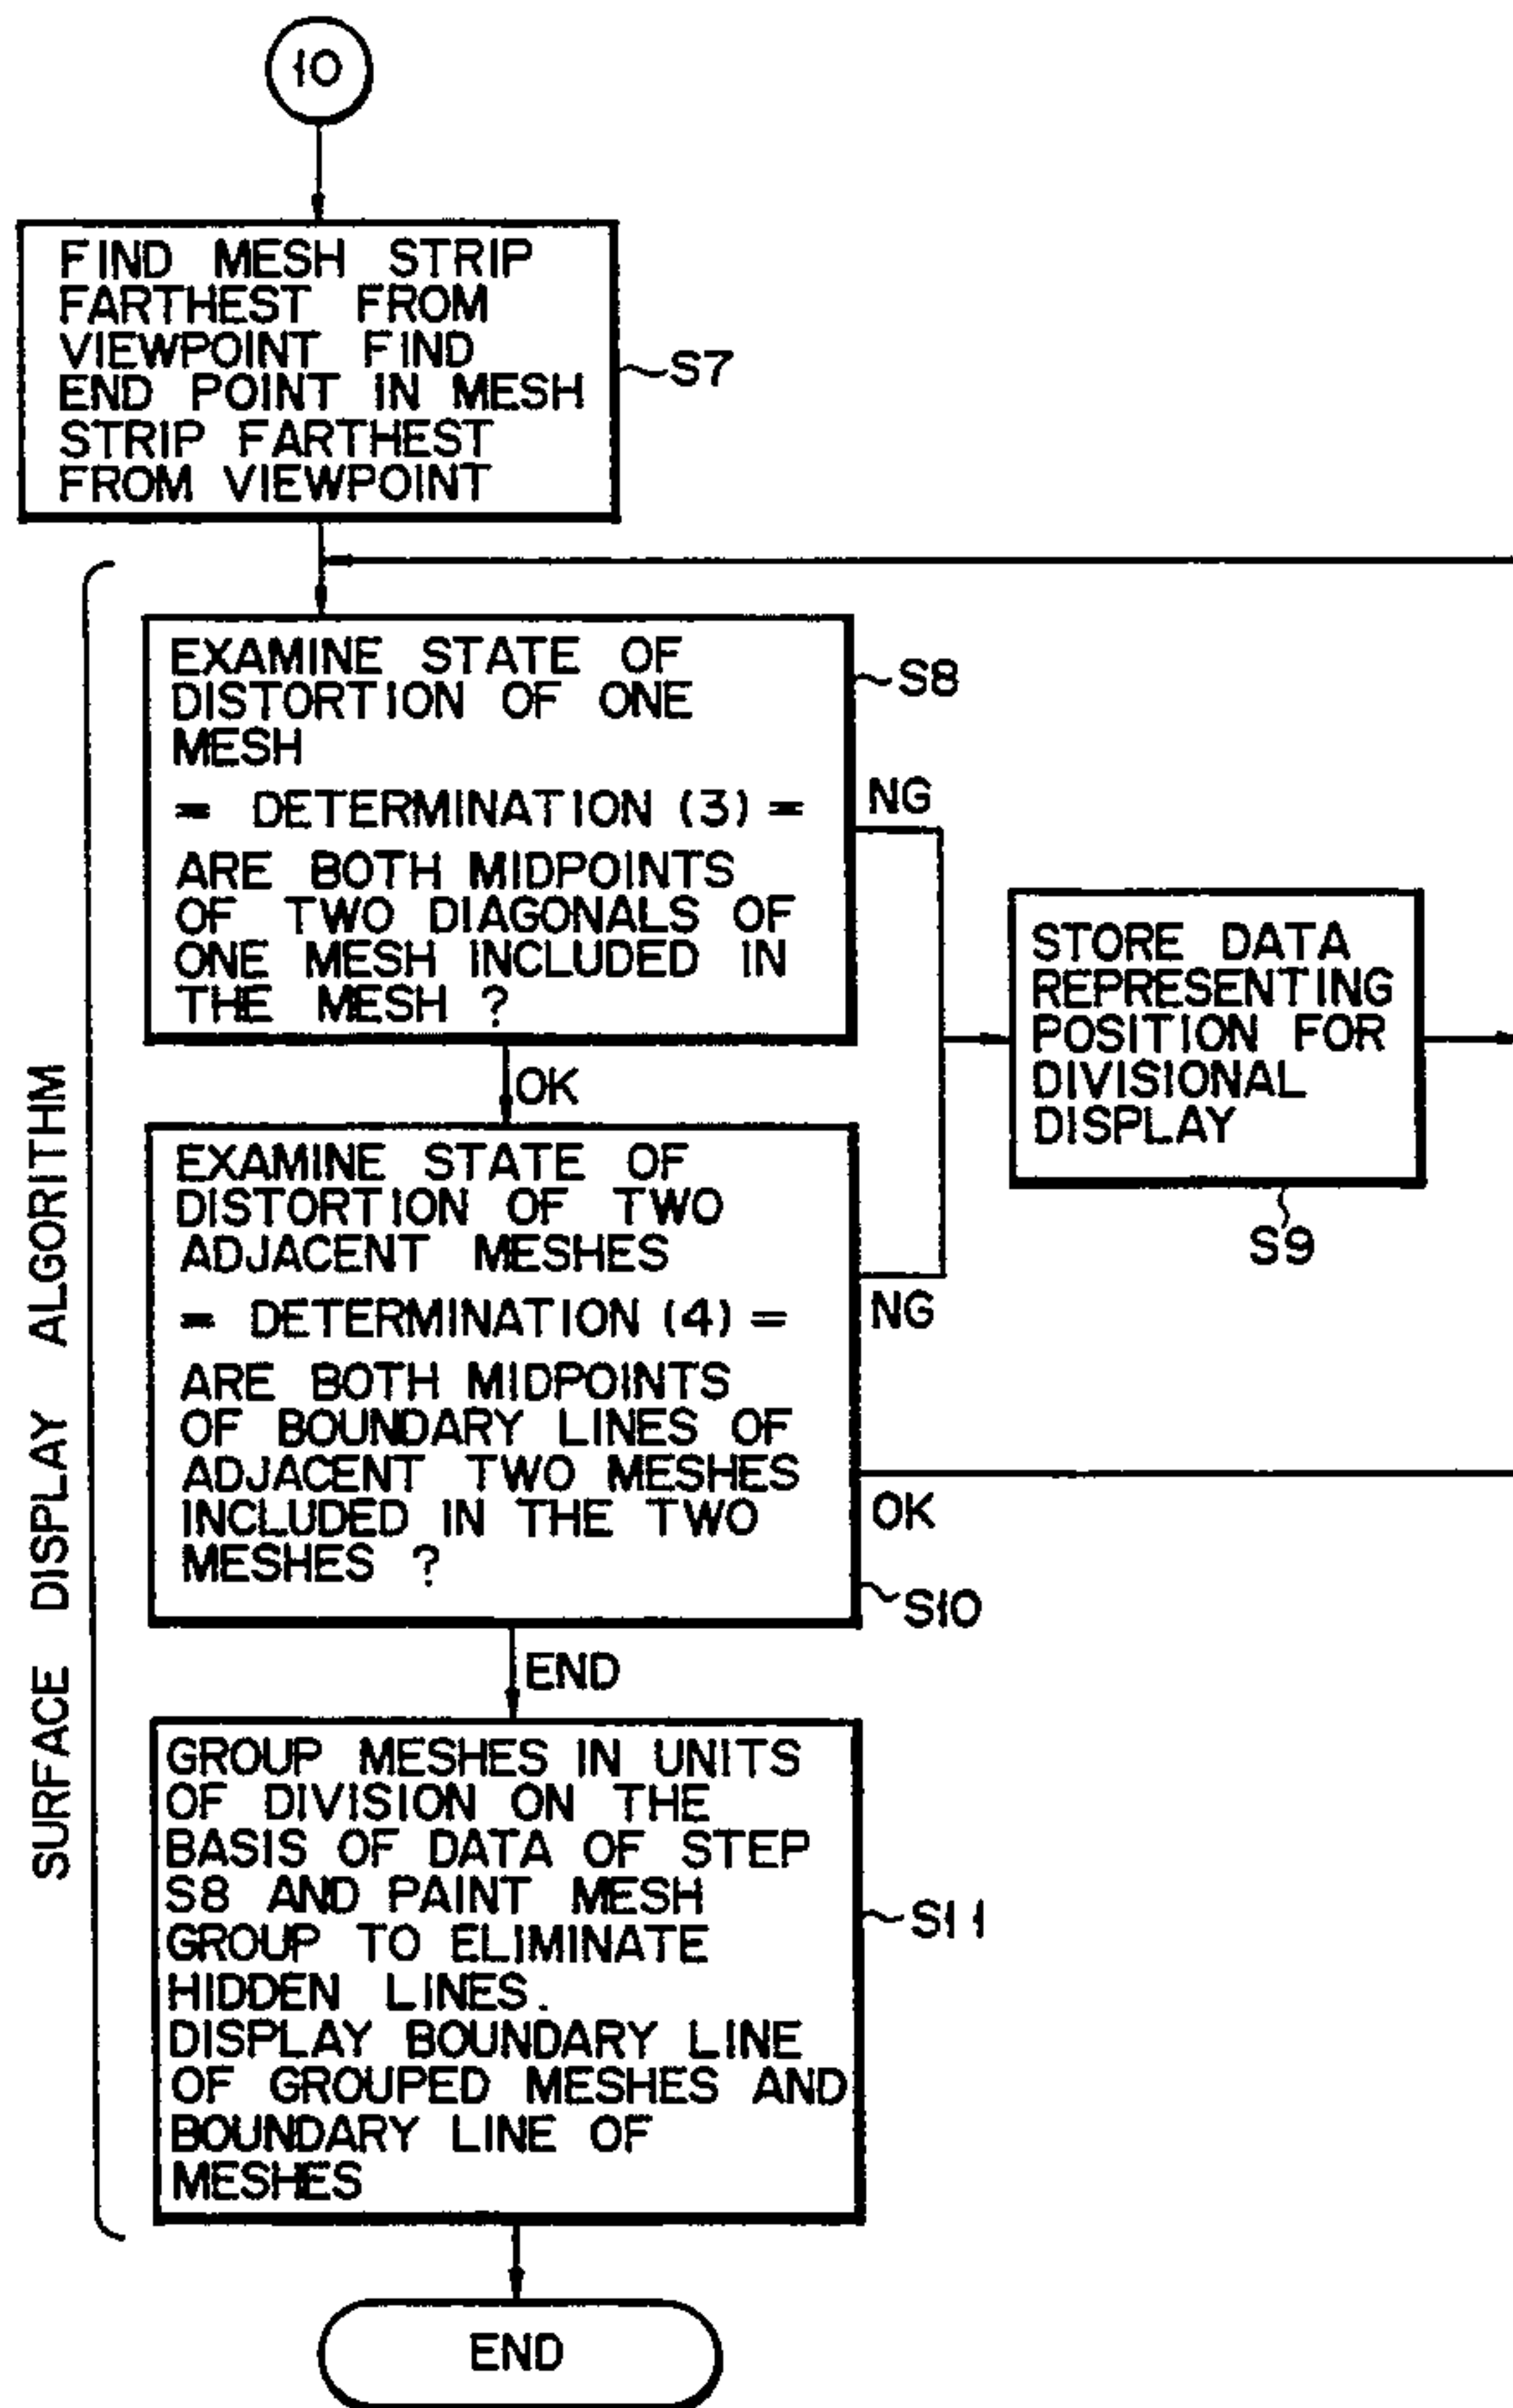 10
FIND MESH STRIP
FARTHEST FROM
VIEWPOINT FIND
END POINT IN MESH
STRIP FARTHEST
FROM VIEWPOINT
S7
EXAMINE STATE OF
DISTORTION OF ONE
MESH
= DETERMINATION (3) =
ARE BOTH MIDPOINTS
OF TWO DIAGONALS OF
ONE MESH INCLUDED IN
THE MESH ?
S8
NG
OK
STORE DATA
REPRESENTING
POSITION FOR
DIVISIONAL
DISPLAY
S9
EXAMINE STATE OF
DISTORTION OF TWO
ADJACENT MESHES
= DETERMINATION (4) =
ARE BOTH MIDPOINTS
OF BOUNDARY LINES OF
ADJACENT TWO MESHES
INCLUDED IN THE TWO
MESHES ?
NG
OK
S10
END
GROUP MESHES IN UNITS
OF DIVISION ON THE
BASIS OF DATA OF STEP
S8 AND PAINT MESH
GROUP TO ELIMINATE
HIDDEN LINES.
DISPLAY BOUNDARY LINE
OF GROUPED MESHES AND
BOUNDARY LINE OF
MESHES
S11
END
SURFACE DISPLAY ALGORITHM